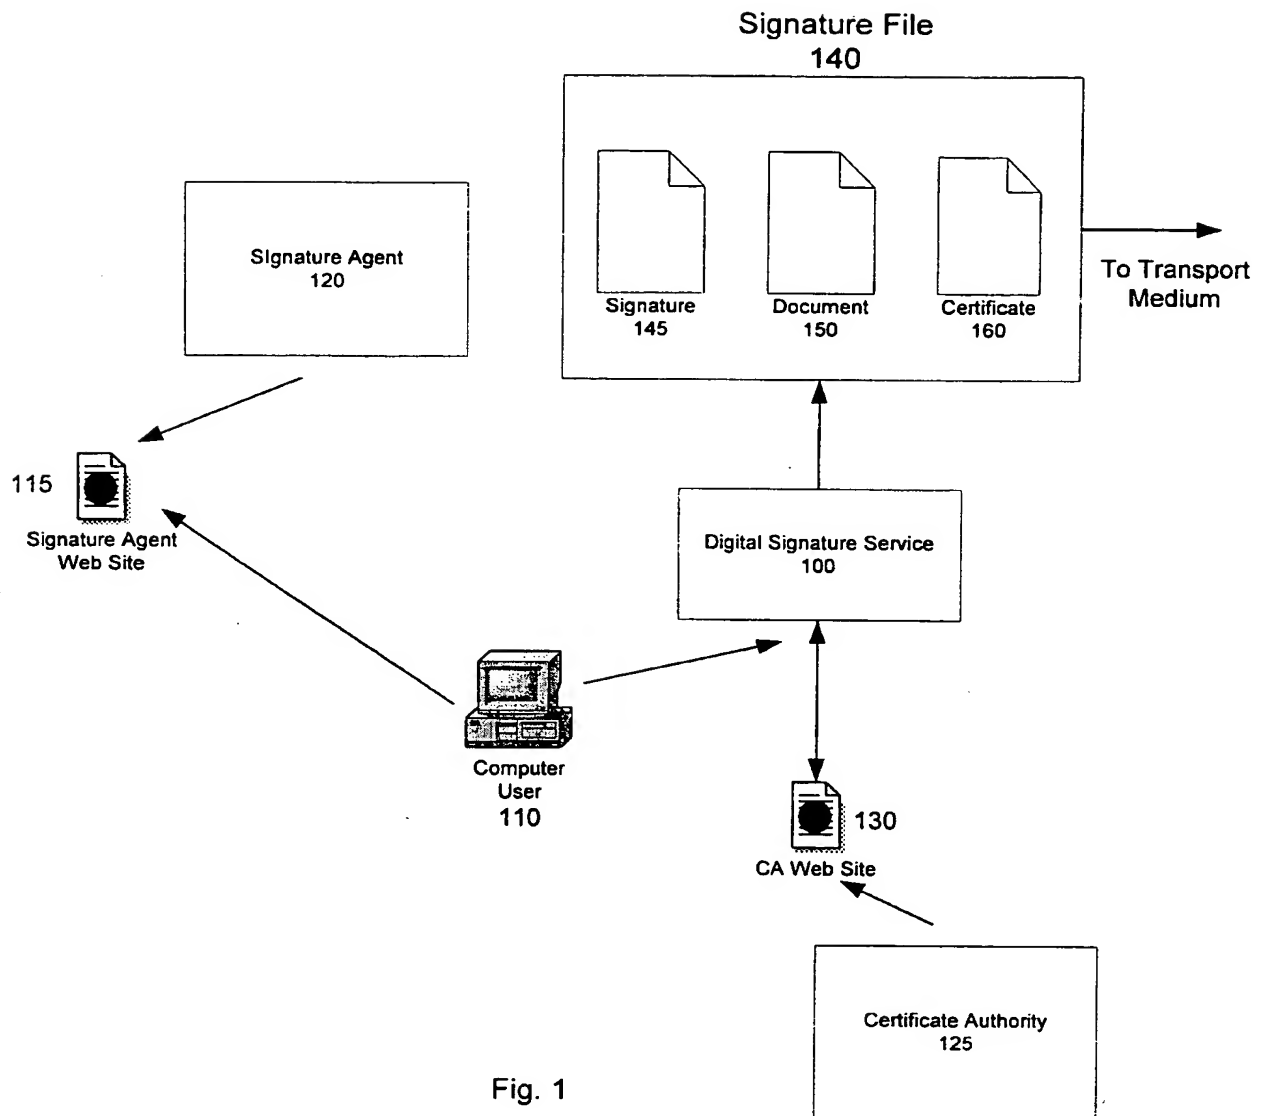 Signature File
140
Signature Agent
120
Signature
145
Document
150
Certificate
160
To Transport
Medium
115
Signature Agent
Web Site
Digital Signature Service
100
Computer
User
110
130
CA Web Site
Certificate Authority
125
Fig. 1